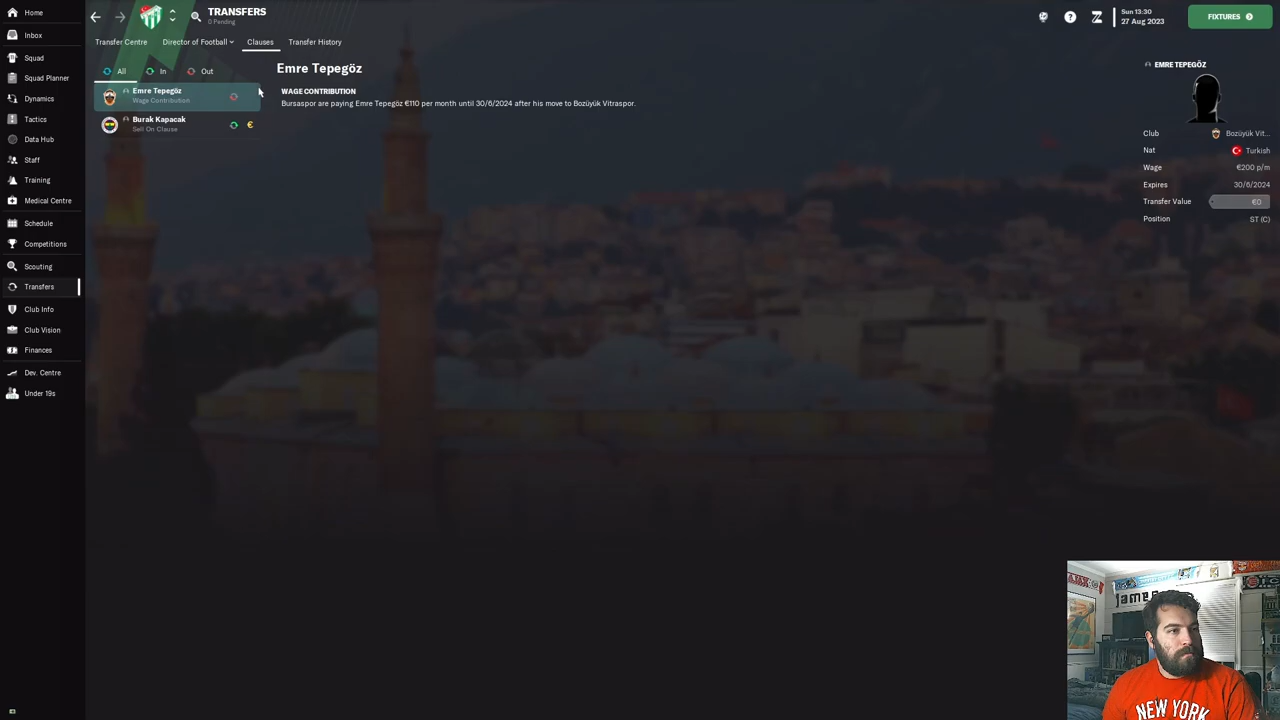 TRANSFERS
0 Pending
Sun 13:30
27 Aug 2023
FIXTURES
Home
Inbox
Squad
Squad Planner
Dynamics
Tactics
Data Hub
Staff
Training
Medical Centre
Schedule
Competitions
Scouting
Transfers
Club Info
Club Vision
Finances
Dev. Centre
Under 19s
Transfer Centre
Director of Football
Clauses
Transfer History
All
In
Out
Emre Tepegöz
Wage Contribution
Burak Kapacak
Sell On Clause
€
Emre Tepegöz
WAGE CONTRIBUTION
Bursaspor are paying Emre Tepegöz €110 per month until 30/6/2024 after his move to Bozüyük Vitraspor.
EMRE TEPEGÖZ
Club Bozüyük Vit...
Nat Turkish
Wage €200 p/m
Expires 30/6/2024
Transfer Value €0
Position ST (C)
NEW YORK